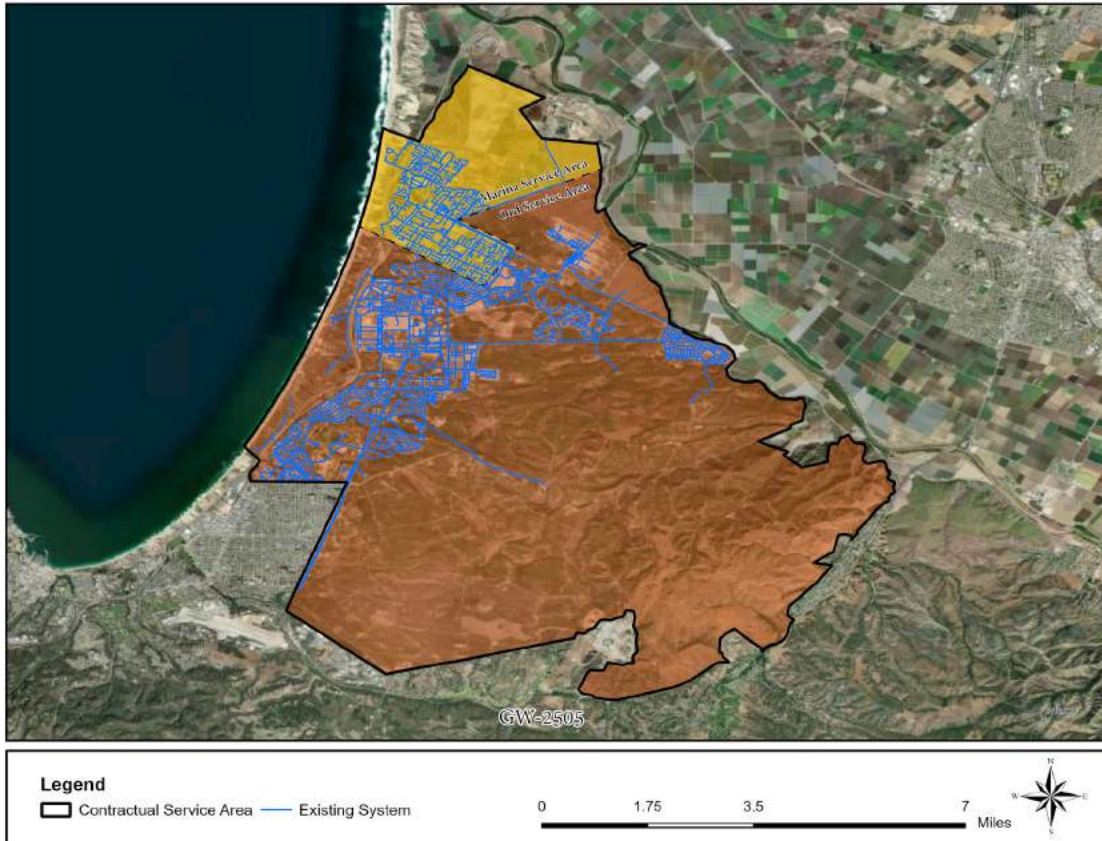 Marina Service Area
Ord Service Area
GW-2505
Legend
Contractual Service Area
Existing System
0 1.75 3.5 7
Miles
N
W E
S